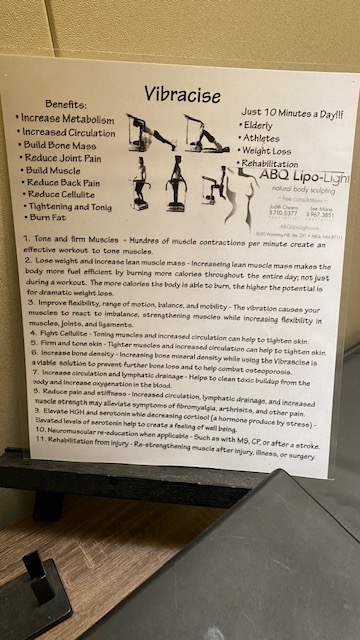 Vibracise
Benefits:
• Increase Metabolism
• Increased Circulation
• Build Bone Mass
• Reduce Joint Pain
• Build Muscle
• Reduce Back Pain
• Reduce Cellulite
• Tightening and Tonig
• Burn Fat
Just 10 Minutes a Day!!!
• Elderly
• Athletes
• Weight Loss
• Rehabilitation
ABQ Lipo-Light
natural body sculpting
~ free consultations ~
Judith Owens
Lee More
8710.5377
8967.3851
1. Tone and firm Muscles - Hundres of muscle contractions per minute create an
effective workout to tone muscles.
2. Lose weight and increase lean muscle mass - Increaseing lean muscle mass makes the
body more fuel efficient by burning more calories throughout the entire day; not just
during a workout. The more calories the body is able to burn, the higher the potential is
for dramatic weight loss.
3. Improve flexibility, range of motion, balance, and mobility - The vibration causes your
muscles to react to imbalance, strengthening muscles while increasing flexibility in
muscles, joints, and ligaments.
4. Fight Cellulite - Toning muscles and increased circulation can help to tighten skin.
5. Firm and tone skin - Tighter muscles and increased circulation can help to tighten skin.
6. Increase bone density - Increasing bone mineral density while using the Vibracise is
a viable solution to prevent further bone loss and to help combat osteoporosis.
7. Increase circulation and lymphatic drainage - Helps to clean toxic buildup from the
body and increase oxygenation in the blood.
8. Reduce pain and stiffness - Increased circulation, lymphatic drainage, and increased
muscle strength may alleviate symptoms of fibromyalgia, arthrisits, and other pain.
9. Elevate HGH and serotonin while decreasing cortisol (a hormone produce by stress) -
Elevated levels of serotonin help to create a feeling of well being.
10. Neuromuscular re-education when applicable - Such as with MS, CP, or after a stroke.
11. Rehabilitation from injury - Re-strengthening muscle after injury, illness, or surgery.